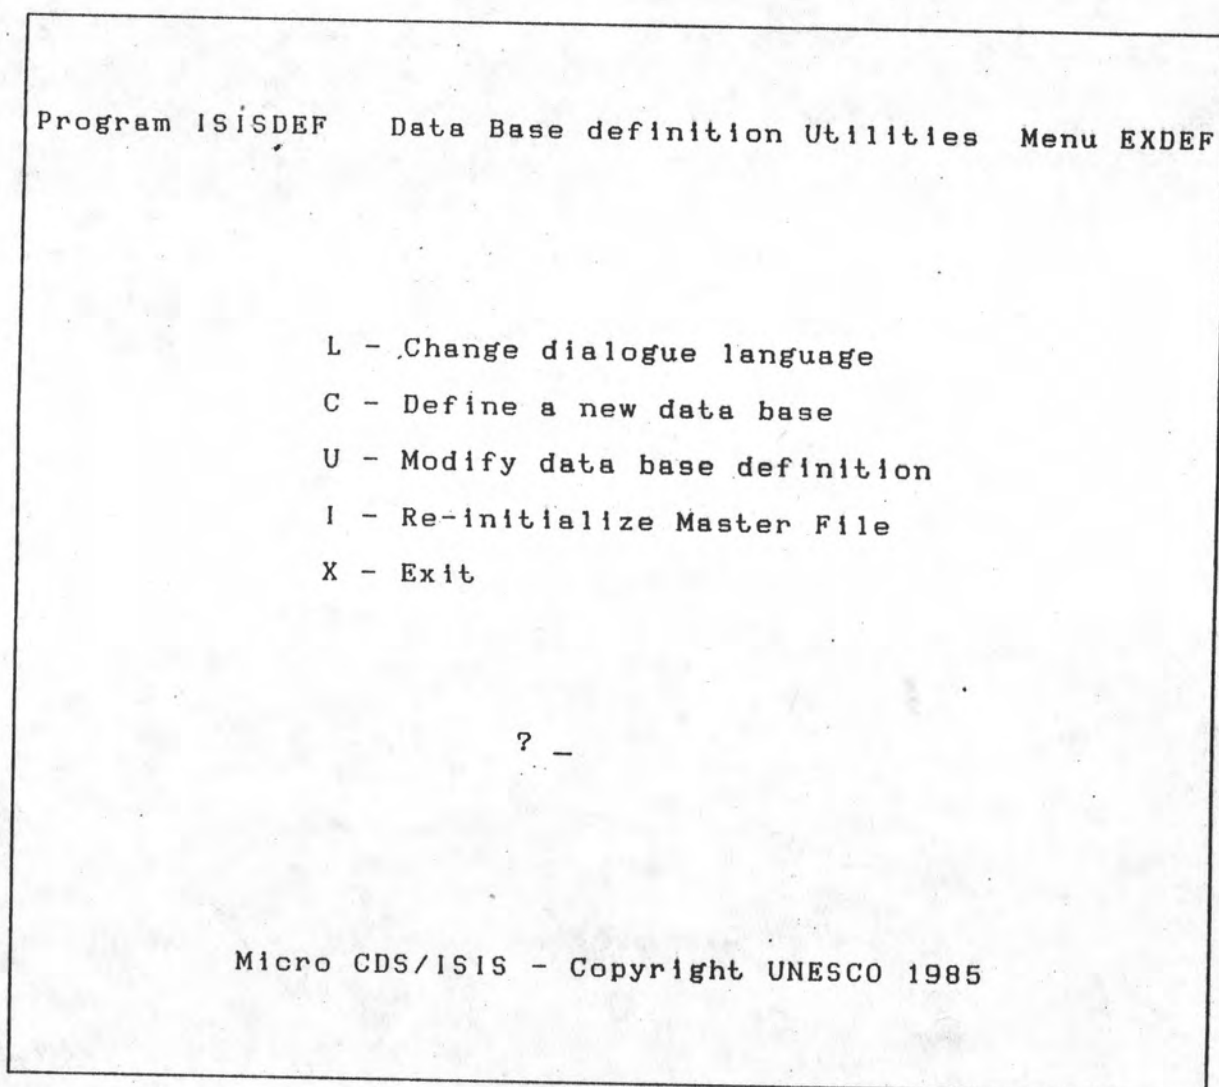 Program ISISDEF Data Base definition Utilities Menu EXDEF
L - Change dialogue language
C - Define a new data base
U - Modify data base definition
I - Re-initialize Master File
X - Exit
? _
Micro CDS/ISIS - Copyright UNESCO 1985